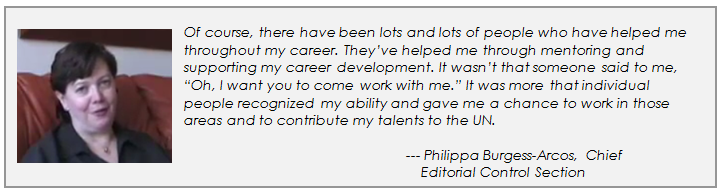 Of course, there have been lots and lots of people who have helped me
throughout my career. They’ve helped me through mentoring and
supporting my career development. It wasn’t that someone said to me,
“Oh, I want you to come work with me.” It was more that individual
people recognized my ability and gave me a chance to work in those
areas and to contribute my talents to the UN.
--- Philippa Burgess-Arcos, Chief
Editorial Control Section